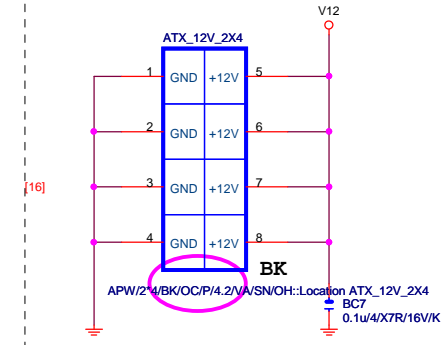 V12
ATX_12V_2X4
1 GND +12V 5
2 GND +12V 6
[16] 3 GND +12V 7
4 GND +12V 8
BK
APW/2*4/BK/OC/P/4.2/VA/SN/OH::Location ATX_12V_2X4
BC7
0.1u/4/X7R/16V/K